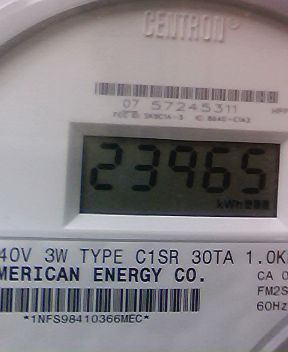 CENTRON®
07 57245311
23965
kWh
40V 3W TYPE C1SR 30TA 1.0K
MERICAN ENERGY CO.
CA 0
FM2S
60Hz
*1NFS98410366MEC*